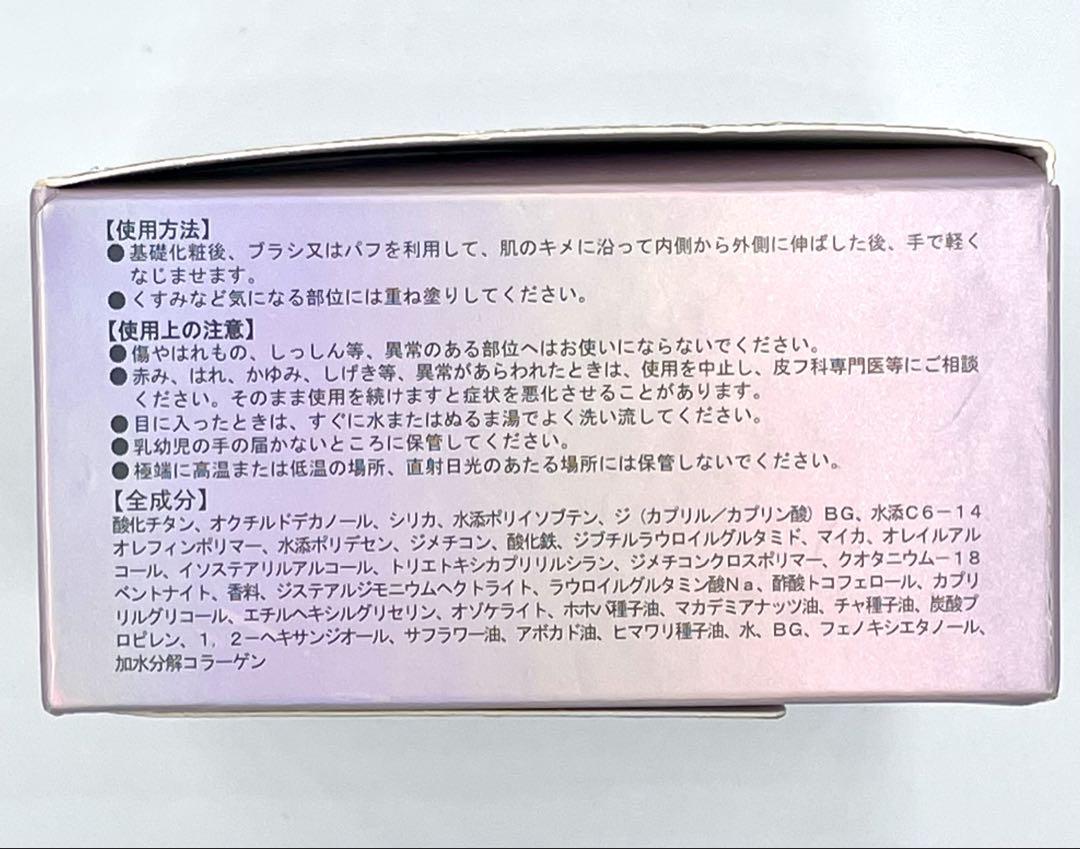 【使用方法】
●基礎化粧後、ブラシ又はパフを利用して、肌のキメに沿って内側から外側に伸ばした後、手で軽く
なじませます。
●くすみなど気になる部位には重ね塗りしてください。
【使用上の注意】
●傷やはれもの、しっしん等、異常のある部位へはお使いにならないでください。
●赤み、はれ、かゆみ、しげき等、異常があらわれたときは、使用を中止し、皮フ科専門医等にご相談
ください。そのまま使用を続けますと症状を悪化させることがあります。
●目に入ったときは、すぐに水またはぬるま湯でよく洗い流してください。
●乳幼児の手の届かないところに保管してください。
●極端に高温または低温の場所、直射日光のあたる場所には保管しないでください。
【全成分】
酸化チタン、オクチルドデカノール、シリカ、水添ポリイソブテン、ジ（カプリル／カプリン酸）ＢＧ、水添Ｃ６－１４
オレフィンポリマー、水添ポリデセン、ジメチコン、酸化鉄、ジブチルラウロイルグルタミド、マイカ、オレイルアル
コール、イソステアリルアルコール、トリエトキシカプリリルシラン、ジメチコンクロスポリマー、クオタニウム－１８
ベントナイト、香料、ジステアルジモニウムヘクトライト、ラウロイルグルタミン酸Ｎａ、酢酸トコフェロール、カプリ
リルグリコール、エチルヘキシルグリセリン、オゾケライト、ホホバ種子油、マカデミアナッツ油、チャ種子油、炭酸プ
ロピレン、１，２－ヘキサンジオール、サフラワー油、アボカド油、ヒマワリ種子油、水、ＢＧ、フェノキシエタノール、
加水分解コラーゲン